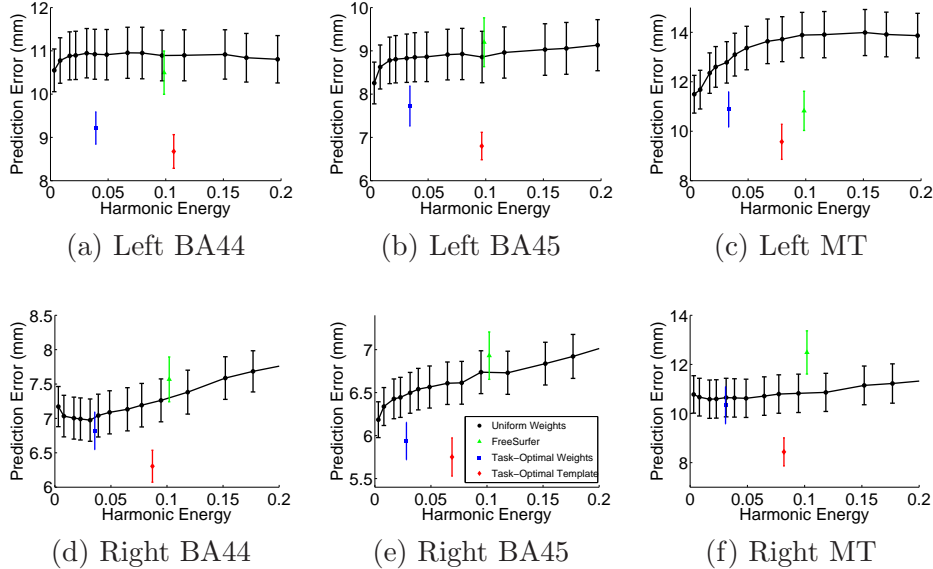 12
11
10
9
8
0 0.05 0.1 0.15 0.2
Prediction Error (mm)
Harmonic Energy
(a) Left BA44
10
9
8
7
6
0 0.05 0.1 0.15 0.2
Prediction Error (mm)
Harmonic Energy
(b) Left BA45
14
12
10
8
0 0.05 0.1 0.15 0.2
Prediction Error (mm)
Harmonic Energy
(c) Left MT
8
7.5
7
6.5
6
0 0.05 0.1 0.15 0.2
Prediction Error (mm)
Harmonic Energy
(d) Right BA44
7
6.5
6
5.5
0 0.05 0.1 0.15 0.2
Prediction Error (mm)
Harmonic Energy
Uniform Weights
FreeSurfer
Task-Optimal Weights
Task-Optimal Template
(e) Right BA45
14
12
10
8
0 0.05 0.1 0.15 0.2
Prediction Error (mm)
Harmonic Energy
(f) Right MT